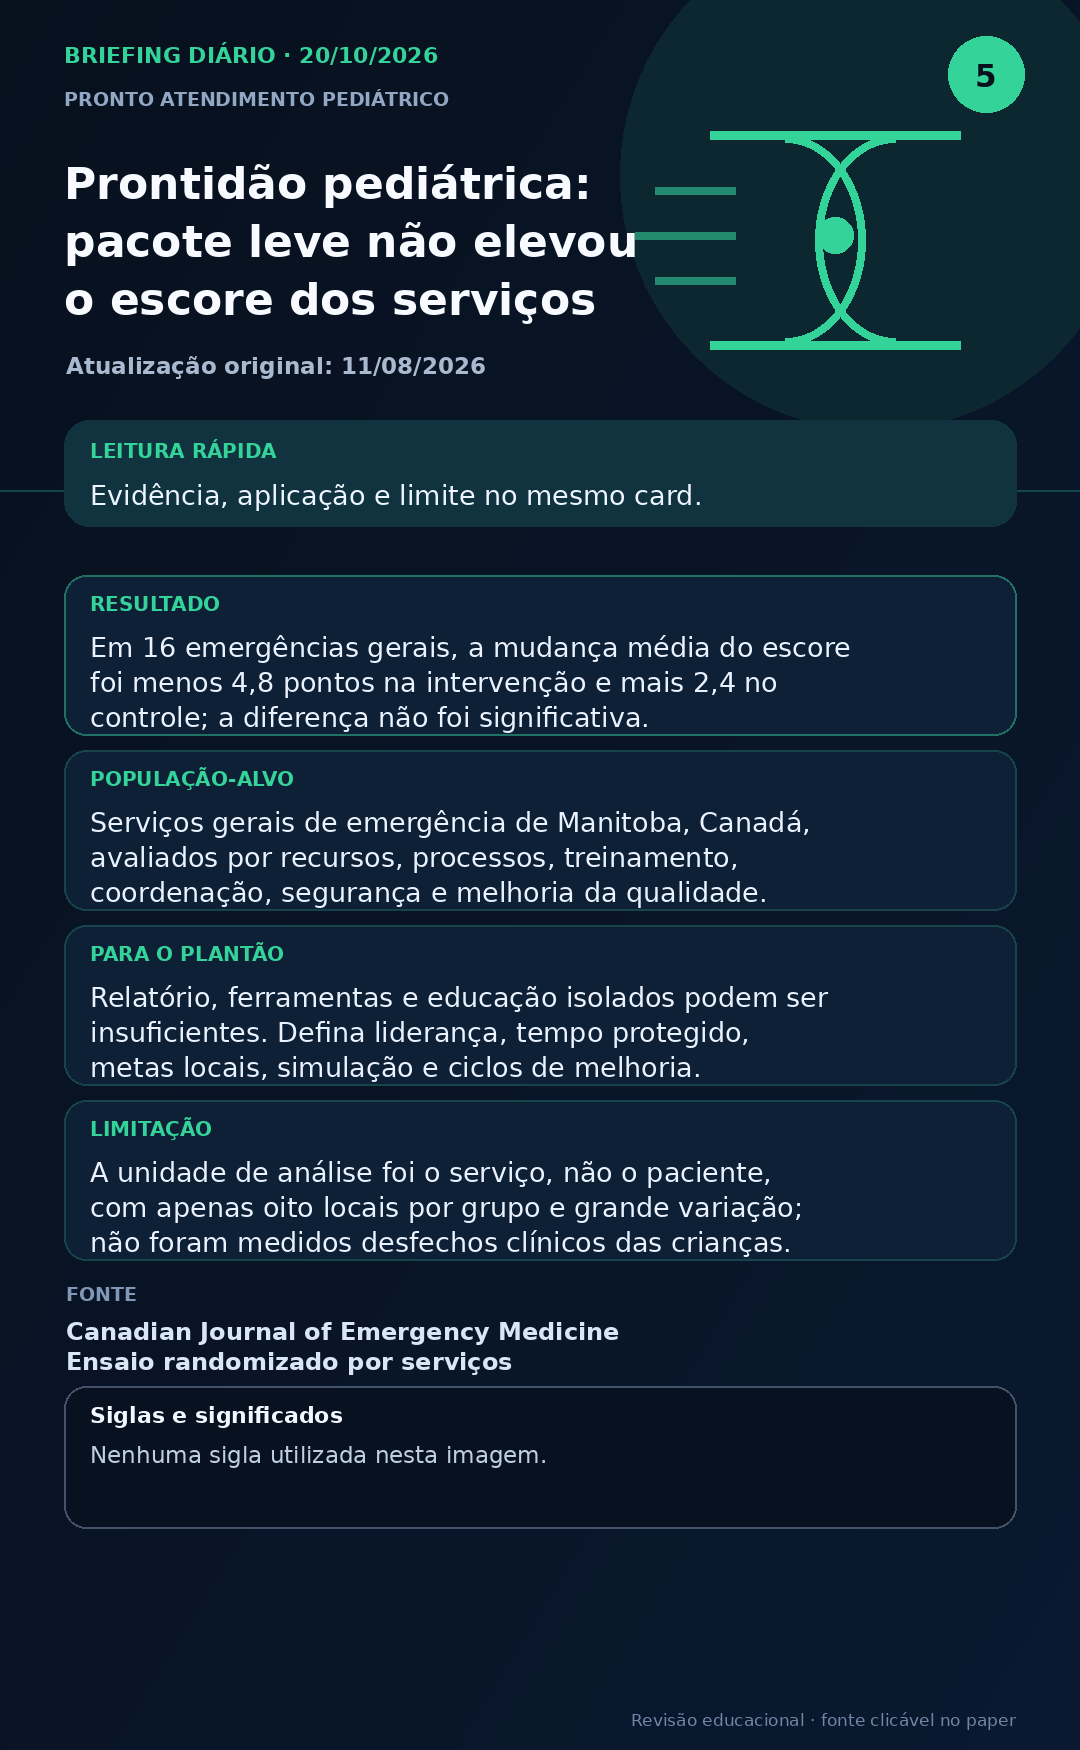 BRIEFING DIÁRIO · 20/10/2026
5
PRONTO ATENDIMENTO PEDIÁTRICO
Prontidão pediátrica:
pacote leve não elevou
o escore dos serviços
Atualização original: 11/08/2026
LEITURA RÁPIDA
Evidência, aplicação e limite no mesmo card.
RESULTADO
Em 16 emergências gerais, a mudança média do escore
foi menos 4,8 pontos na intervenção e mais 2,4 no
controle; a diferença não foi significativa.
POPULAÇÃO-ALVO
Serviços gerais de emergência de Manitoba, Canadá,
avaliados por recursos, processos, treinamento,
coordenação, segurança e melhoria da qualidade.
PARA O PLANTÃO
Relatório, ferramentas e educação isolados podem ser
insuficientes. Defina liderança, tempo protegido,
metas locais, simulação e ciclos de melhoria.
LIMITAÇÃO
A unidade de análise foi o serviço, não o paciente,
com apenas oito locais por grupo e grande variação;
não foram medidos desfechos clínicos das crianças.
FONTE
Canadian Journal of Emergency Medicine
Ensaio randomizado por serviços
Siglas e significados
Nenhuma sigla utilizada nesta imagem.
Revisão educacional · fonte clicável no paper